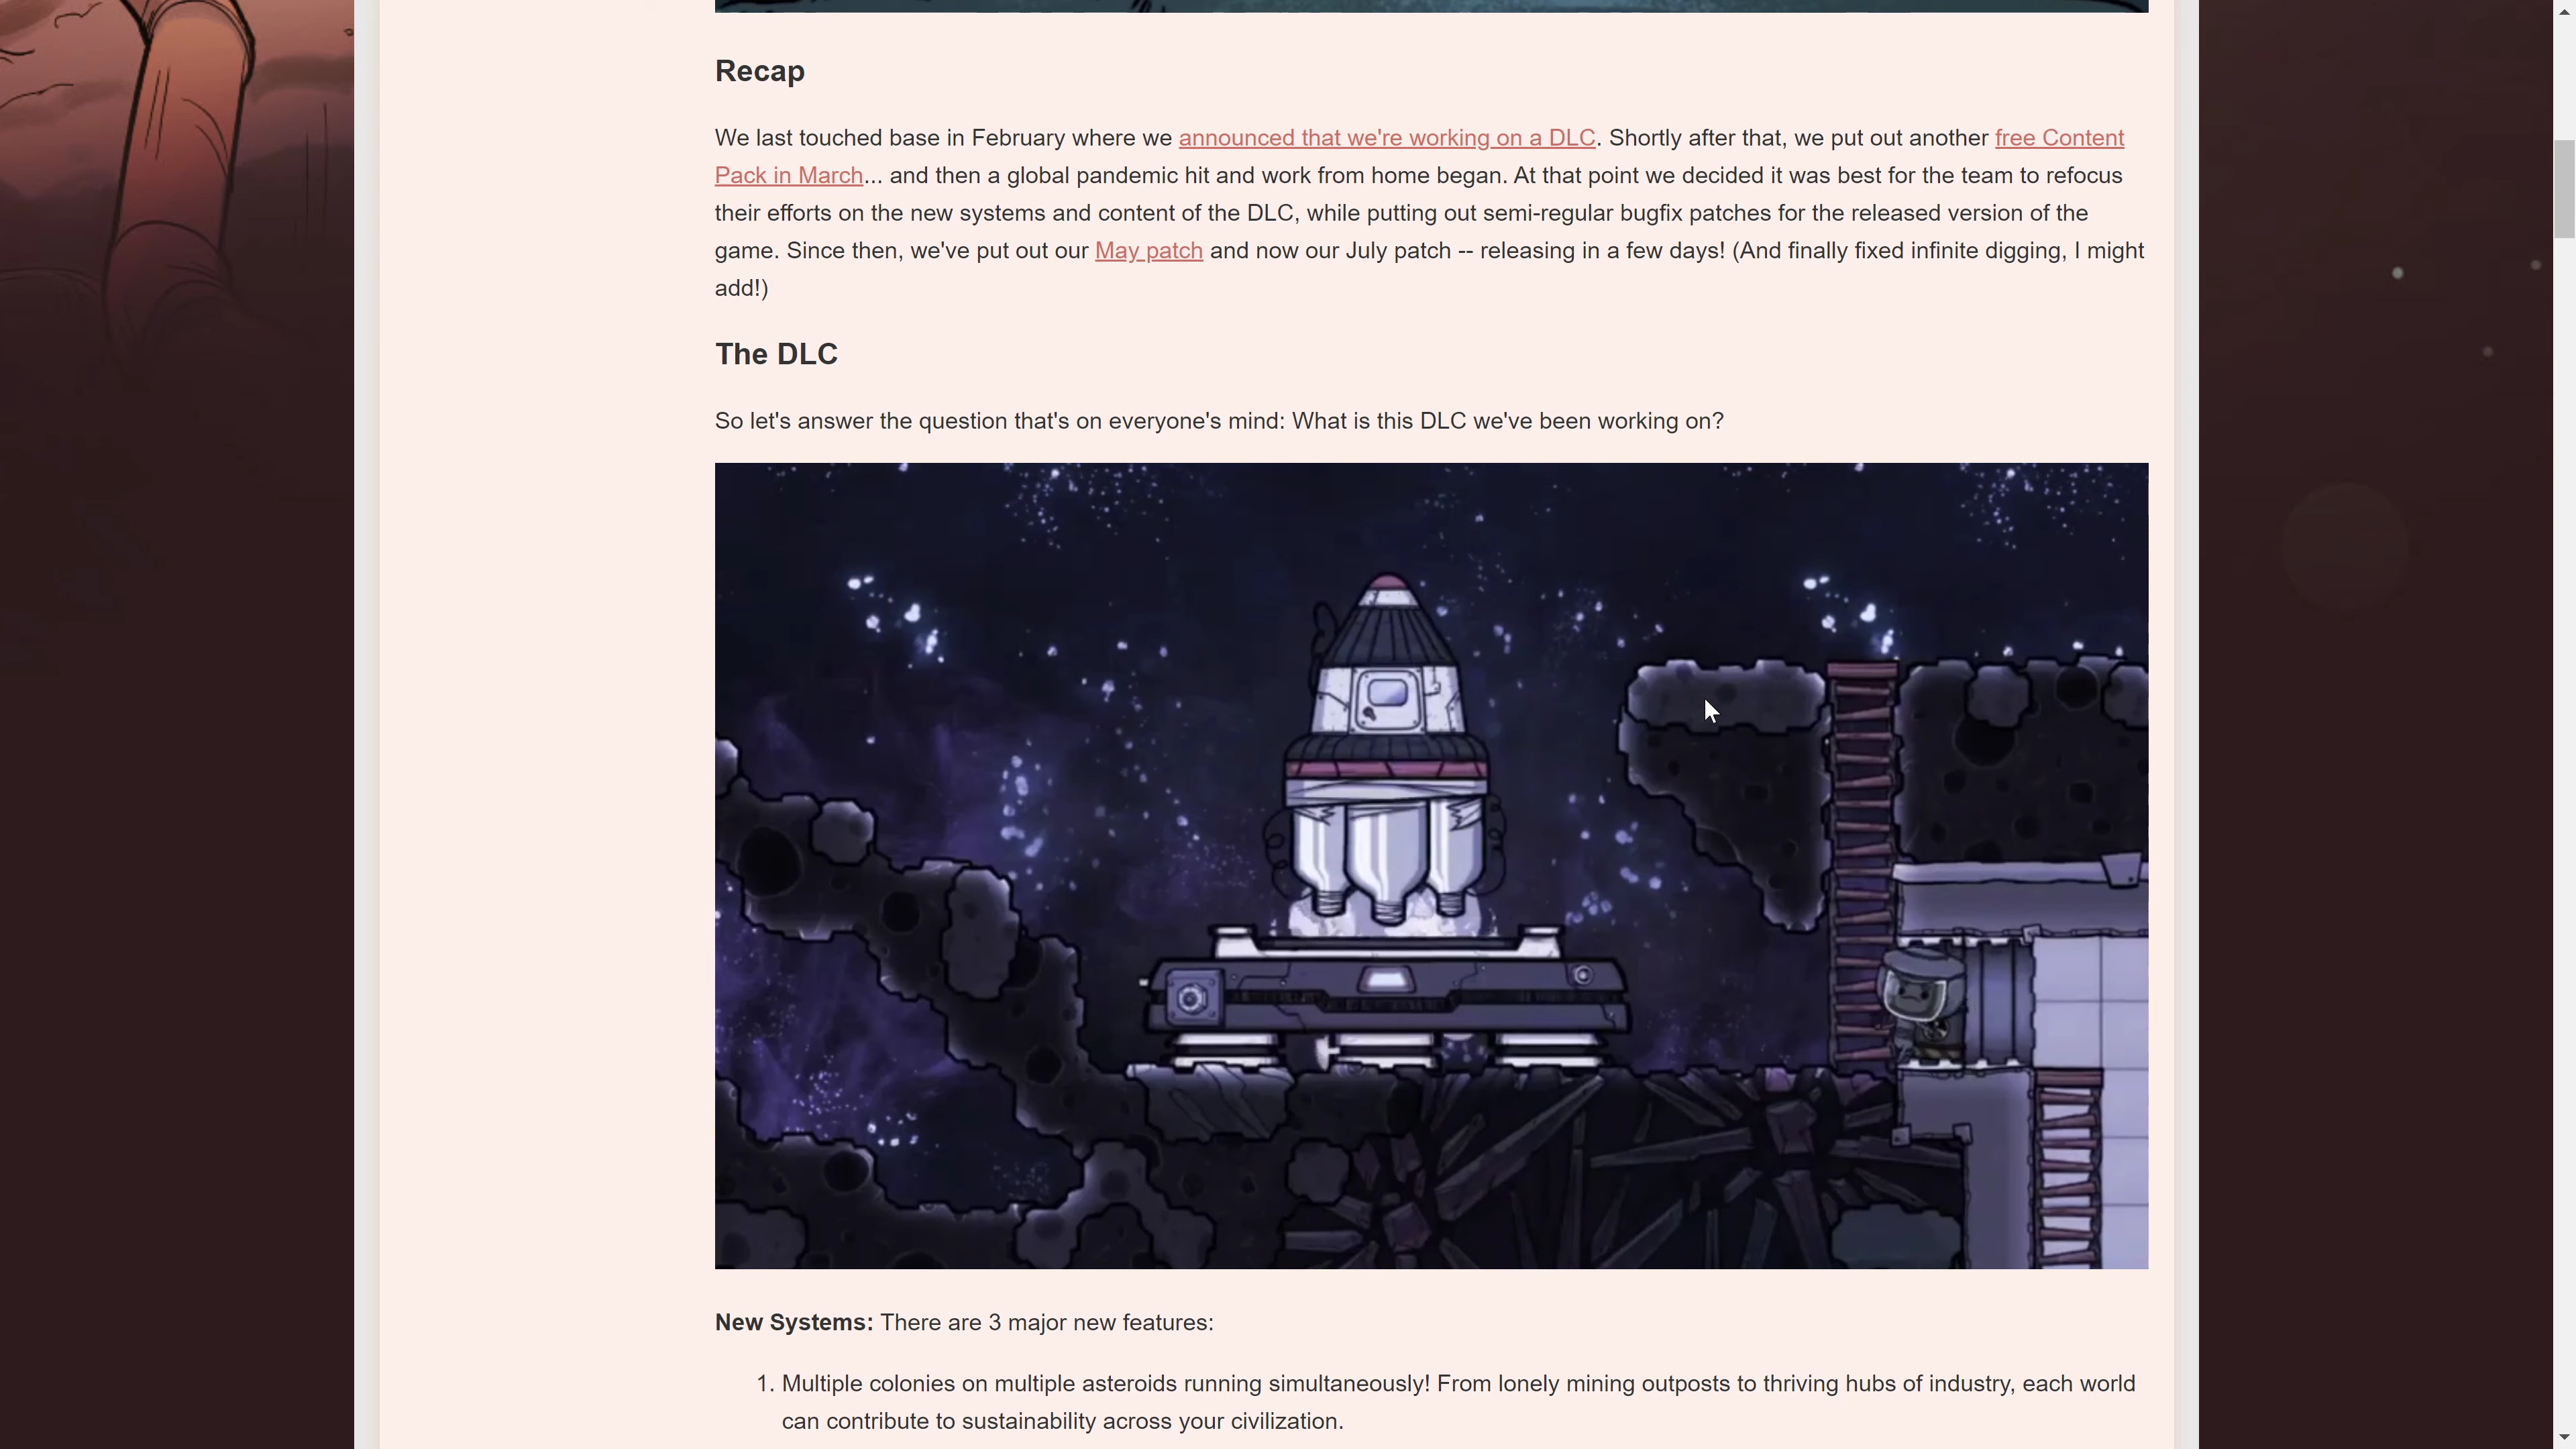 Recap
We last touched base in February where we announced that we're working on a DLC. Shortly after that, we put out another free Content
Pack in March... and then a global pandemic hit and work from home began. At that point we decided it was best for the team to refocus
their efforts on the new systems and content of the DLC, while putting out semi-regular bugfix patches for the released version of the
game. Since then, we've put out our May patch and now our July patch -- releasing in a few days! (And finally fixed infinite digging, I might
add!)
The DLC
So let's answer the question that's on everyone's mind: What is this DLC we've been working on?
New Systems: There are 3 major new features:
1. Multiple colonies on multiple asteroids running simultaneously! From lonely mining outposts to thriving hubs of industry, each world
can contribute to sustainability across your civilization.